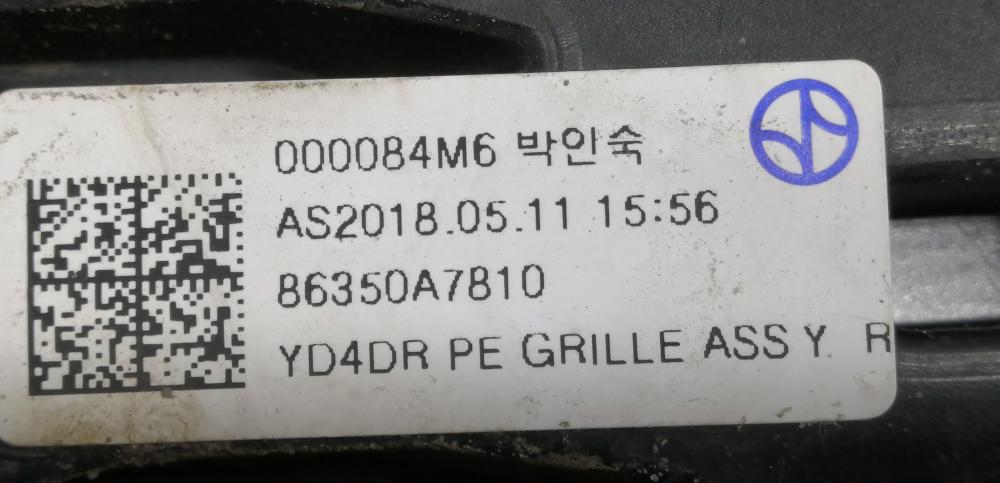 000084M6 박인숙
AS2018.05.11 15:56
86350A7810
YD4DR PE GRILLE ASS Y. R